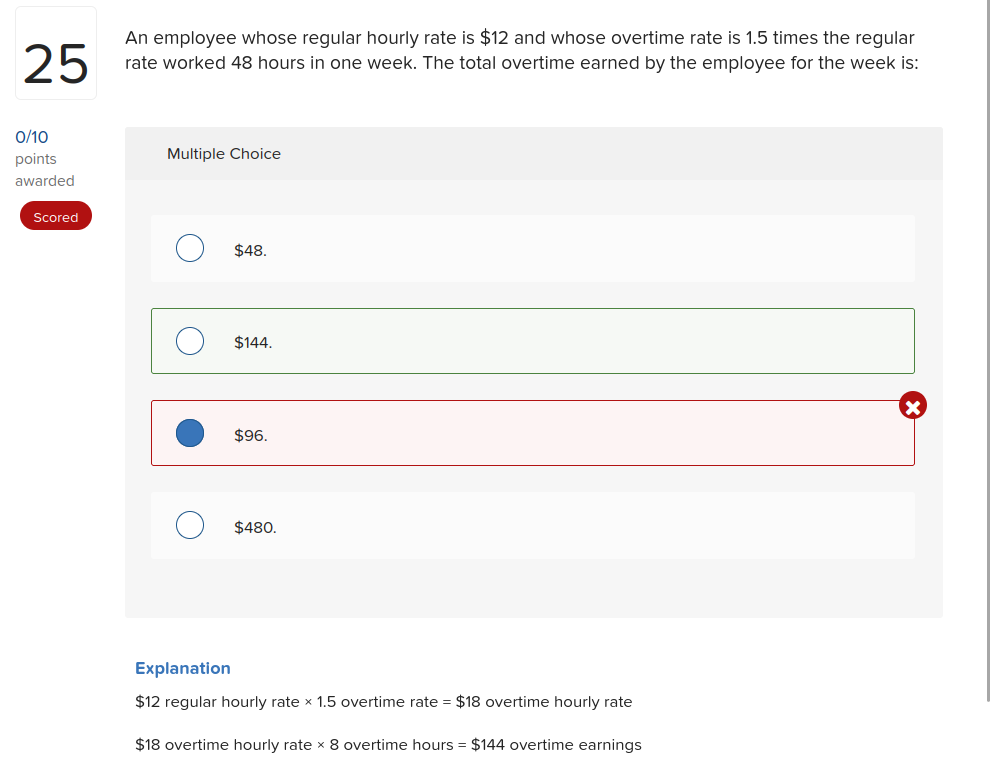 25
An employee whose regular hourly rate is $12 and whose overtime rate is 1.5 times the regular
rate worked 48 hours in one week. The total overtime earned by the employee for the week is:
0/10
points
awarded
Scored
Multiple Choice
$48.
$144.
$96.
$480.
Explanation
$12 regular hourly rate × 1.5 overtime rate = $18 overtime hourly rate
$18 overtime hourly rate × 8 overtime hours = $144 overtime earnings